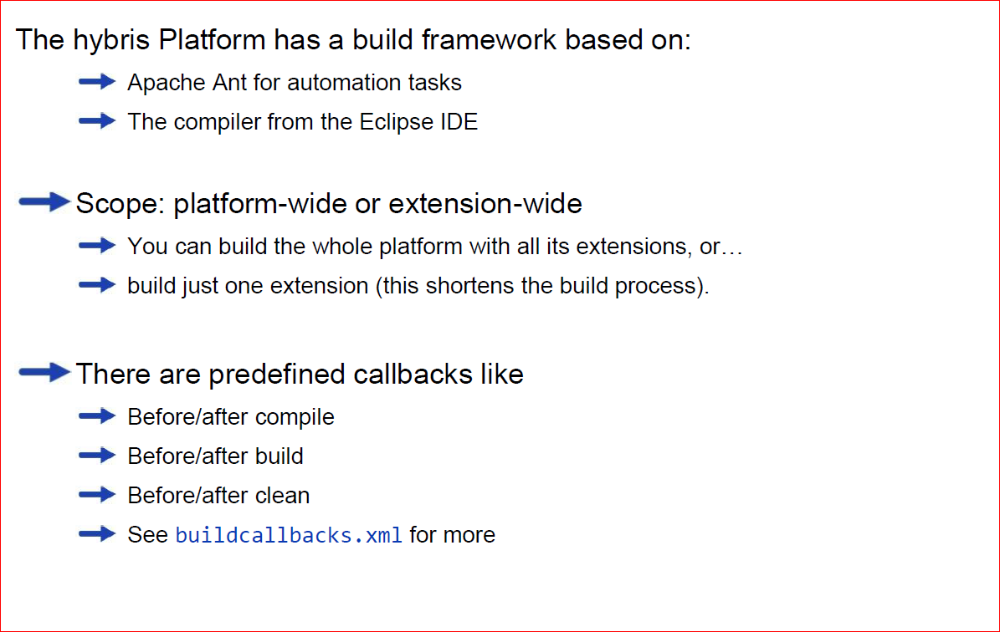 The hybris Platform has a build framework based on:
Apache Ant for automation tasks
The compiler from the Eclipse IDE
Scope: platform-wide or extension-wide
You can build the whole platform with all its extensions, or…
build just one extension (this shortens the build process).
There are predefined callbacks like
Before/after compile
Before/after build
Before/after clean
See buildcallbacks.xml for more